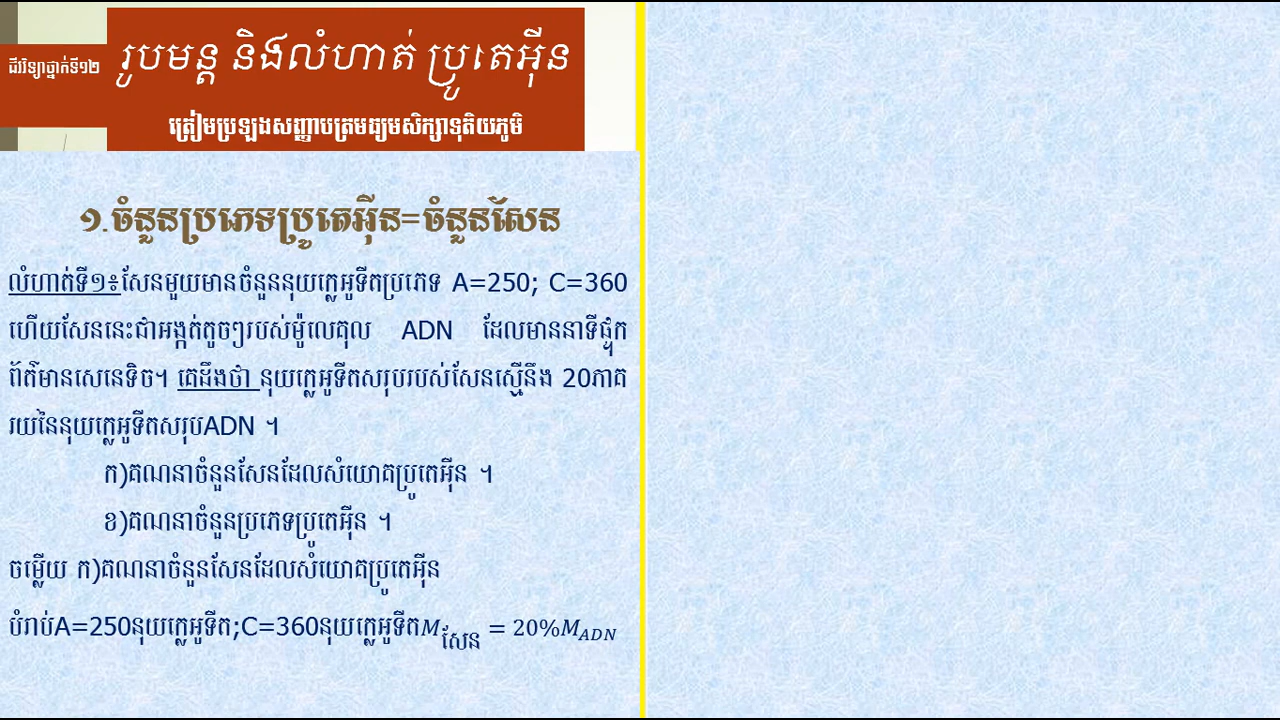 រូបមន្ត និងលំហាត់ ប្រូតេអ៊ីន
ជីវវិទ្យាថ្នាក់ទី១២
ត្រៀមប្រឡងសញ្ញាបត្រមធ្យមសិក្សាទុតិយភូមិ
១.ចំនួនប្រភេទប្រូតេអ៊ីន=ចំនួនសែន
លំហាត់ទី១៖សែនមួយមានចំនួននុយក្លេអូទីតប្រភេទ A=250; C=360
ហើយសែននេះជាអង្កត់តូចៗរបស់ម៉ូលេគុល ADN ដែលមាននាទីផ្ទុក
ព័ត៌មានសេនេទិច។ គេដឹងថា នុយក្លេអូទីតសរុបរបស់សែនស្មើនឹង 20ភាគ
រយនៃនុយក្លេអូទីតសរុបADN ។
ក)គណនាចំនួនសែនដែលសំយោគប្រូតេអ៊ីន ។
ខ)គណនាចំនួនប្រភេទប្រូតេអ៊ីន ។
ចម្លើយ ក)គណនាចំនួនសែនដែលសំយោគប្រូតេអ៊ីន
បំរាប់A=250នុយក្លេអូទីត;C=360នុយក្លេអូទីតMសែន = 20%MADN